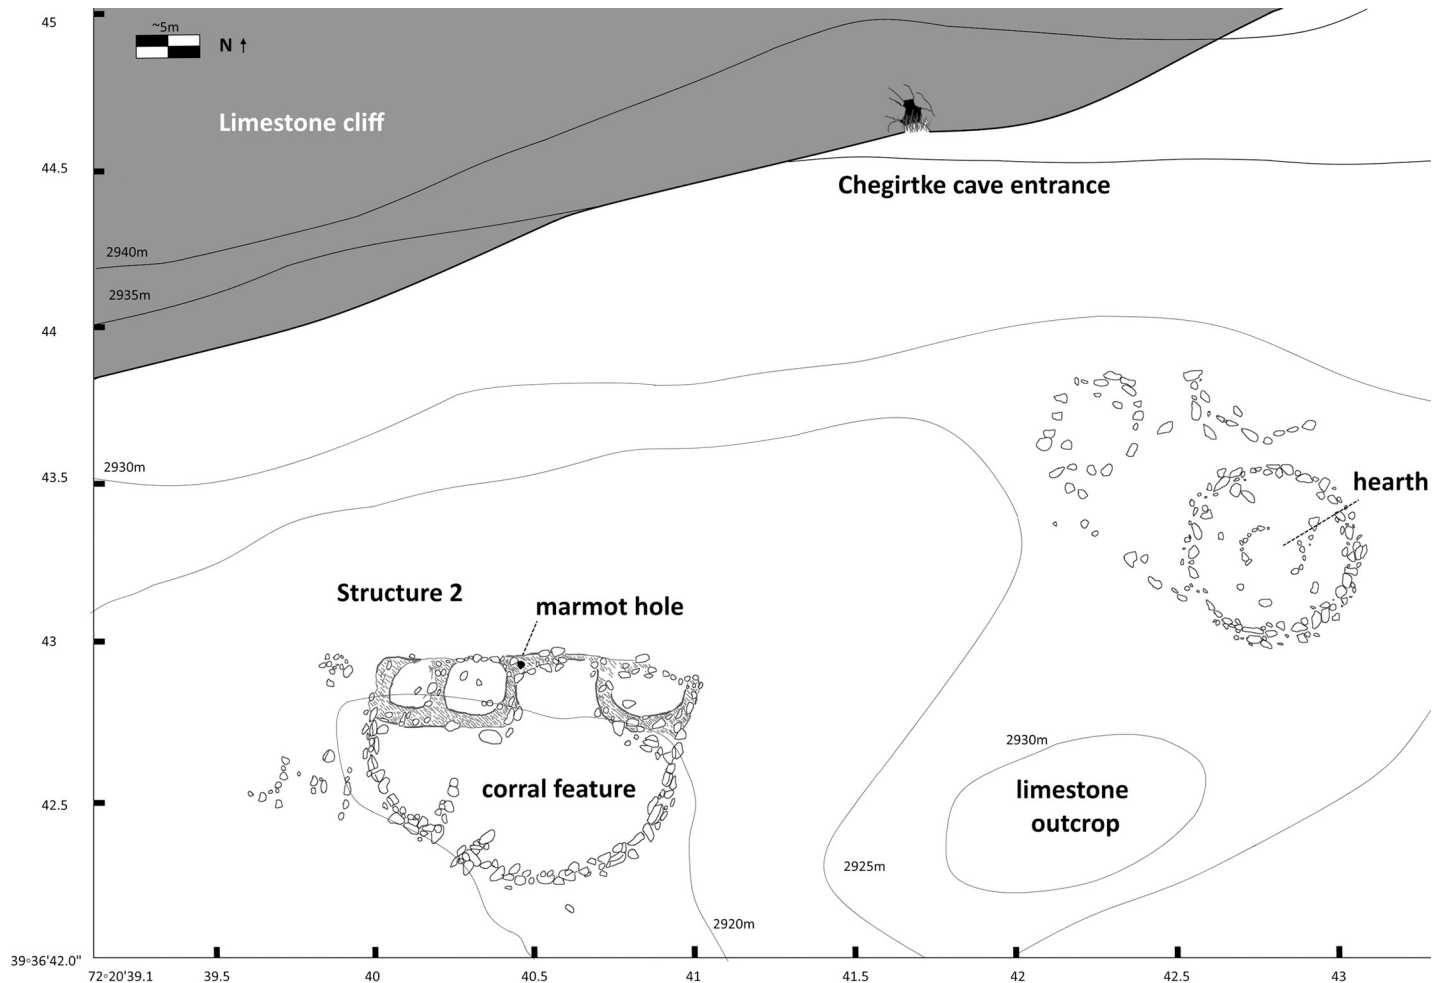 45
~5m
N ↑
Limestone cliff
44.5
Chegirtke cave entrance
2940m
2935m
44
2930m
43.5
hearth
Structure 2
marmot hole
43
2930m
corral feature
limestone
outcrop
42.5
2925m
2920m
39◦36'42.0"
72◦20'39.1
39.5
40
40.5
41
41.5
42
42.5
43